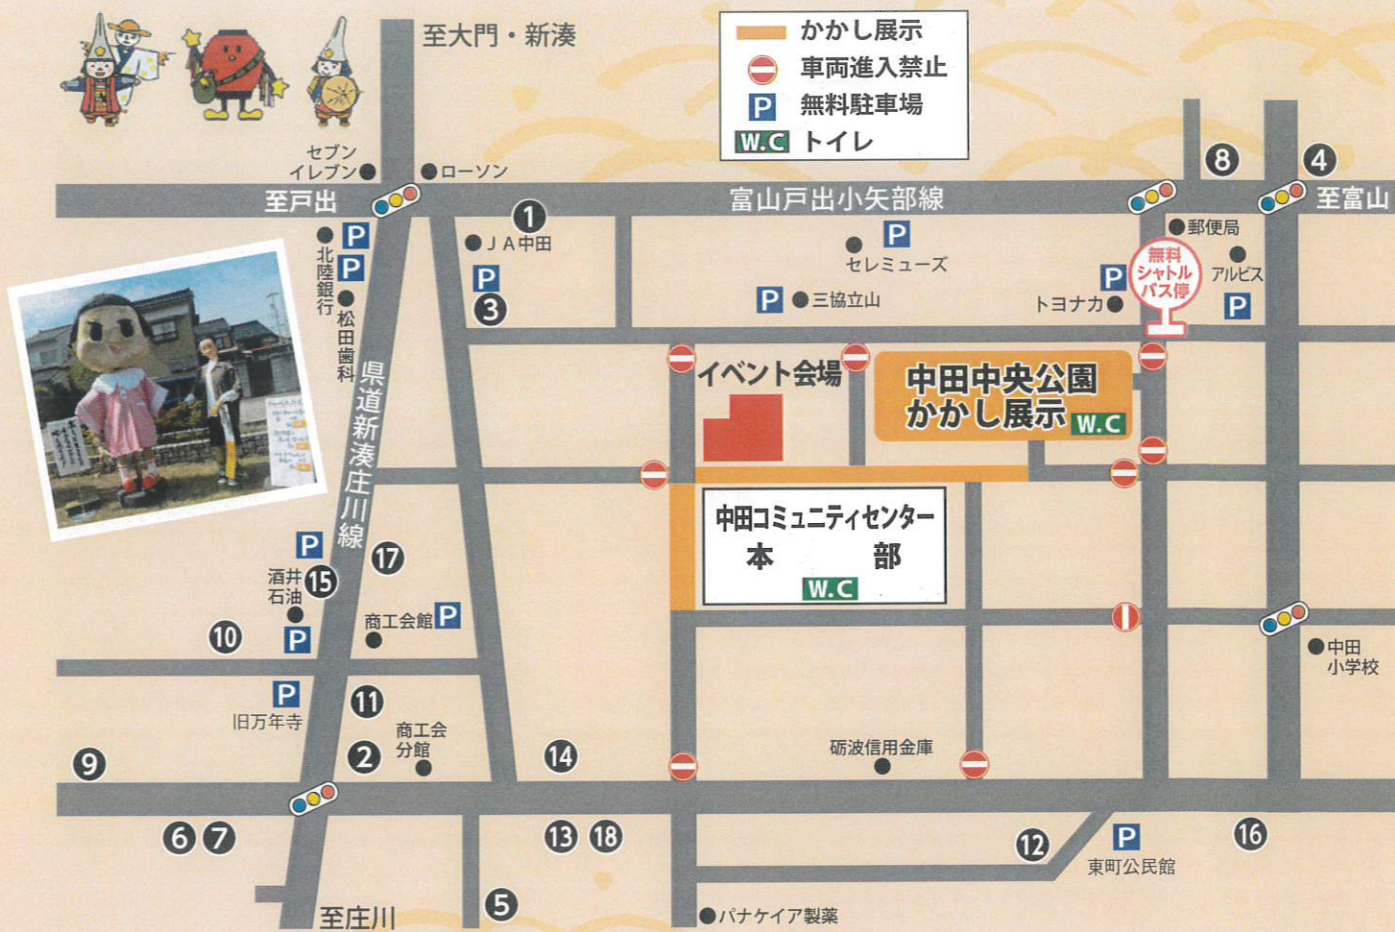 至大門・新湊
かかし展示
車両進入禁止
P
無料駐車場
W.C
トイレ
セブン
イレブン
ローソン
8
4
至戸出
富山戸出小矢部線
至富山
1
JA中田
P
3
P
P
北陸銀行
松田歯科
P
セレミューズ
P
三協立山
P
トヨナカ
郵便局
無料
シャトル
バス停
アルビス
P
県道新湊庄川線
イベント会場
中田中央公園
かかし展示
W.C
中田コミュニティセンター
本 部
W.C
P
17
酒井
石油
15
商工会館
P
10
P
P
旧万年寺
11
中田
小学校
2
商工会
分館
9
14
砺波信用金庫
6
7
13
18
12
P
東町公民館
16
至庄川
5
パナケイア製薬